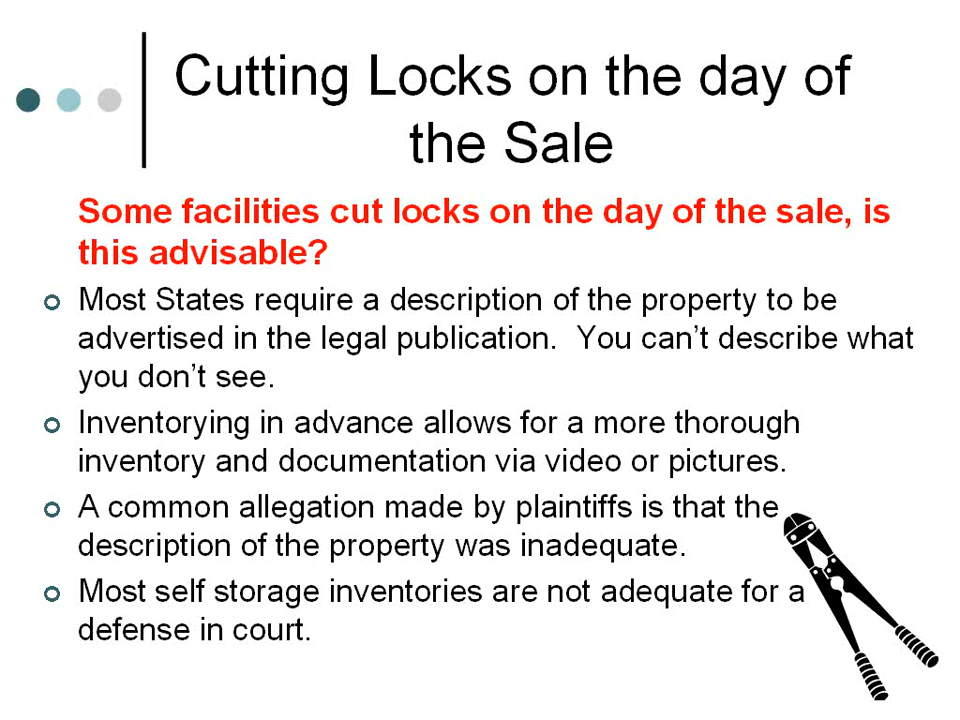 Cutting Locks on the day of
the Sale
Some facilities cut locks on the day of the sale, is
this advisable?
Most States require a description of the property to be
advertised in the legal publication.  You can't describe what
you don't see.
Inventorying in advance allows for a more thorough
inventory and documentation via video or pictures.
A common allegation made by plaintiffs is that the
description of the property was inadequate.
Most self storage inventories are not adequate for a
defense in court.